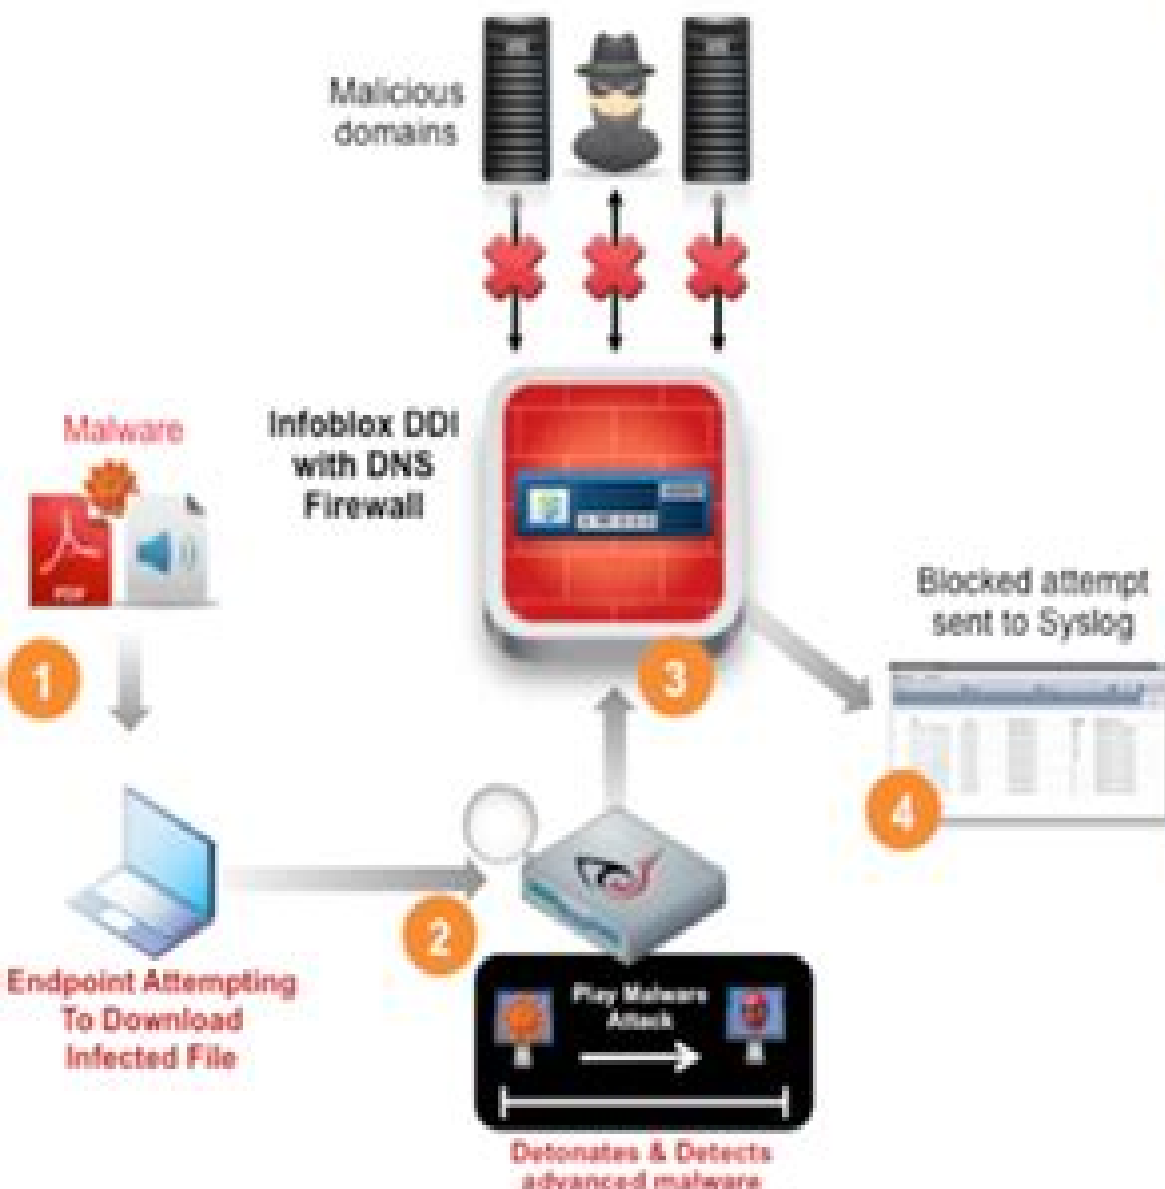 Malicious
domains
Infoblox DDI
with DNS
Firewall
Malware
PDF
1
Blocked attempt
sent to Syslog
3
4
2
Endpoint Attempting
To Download
Infected File
Play Malware
Attack
Detonates & Detects
advanced malware